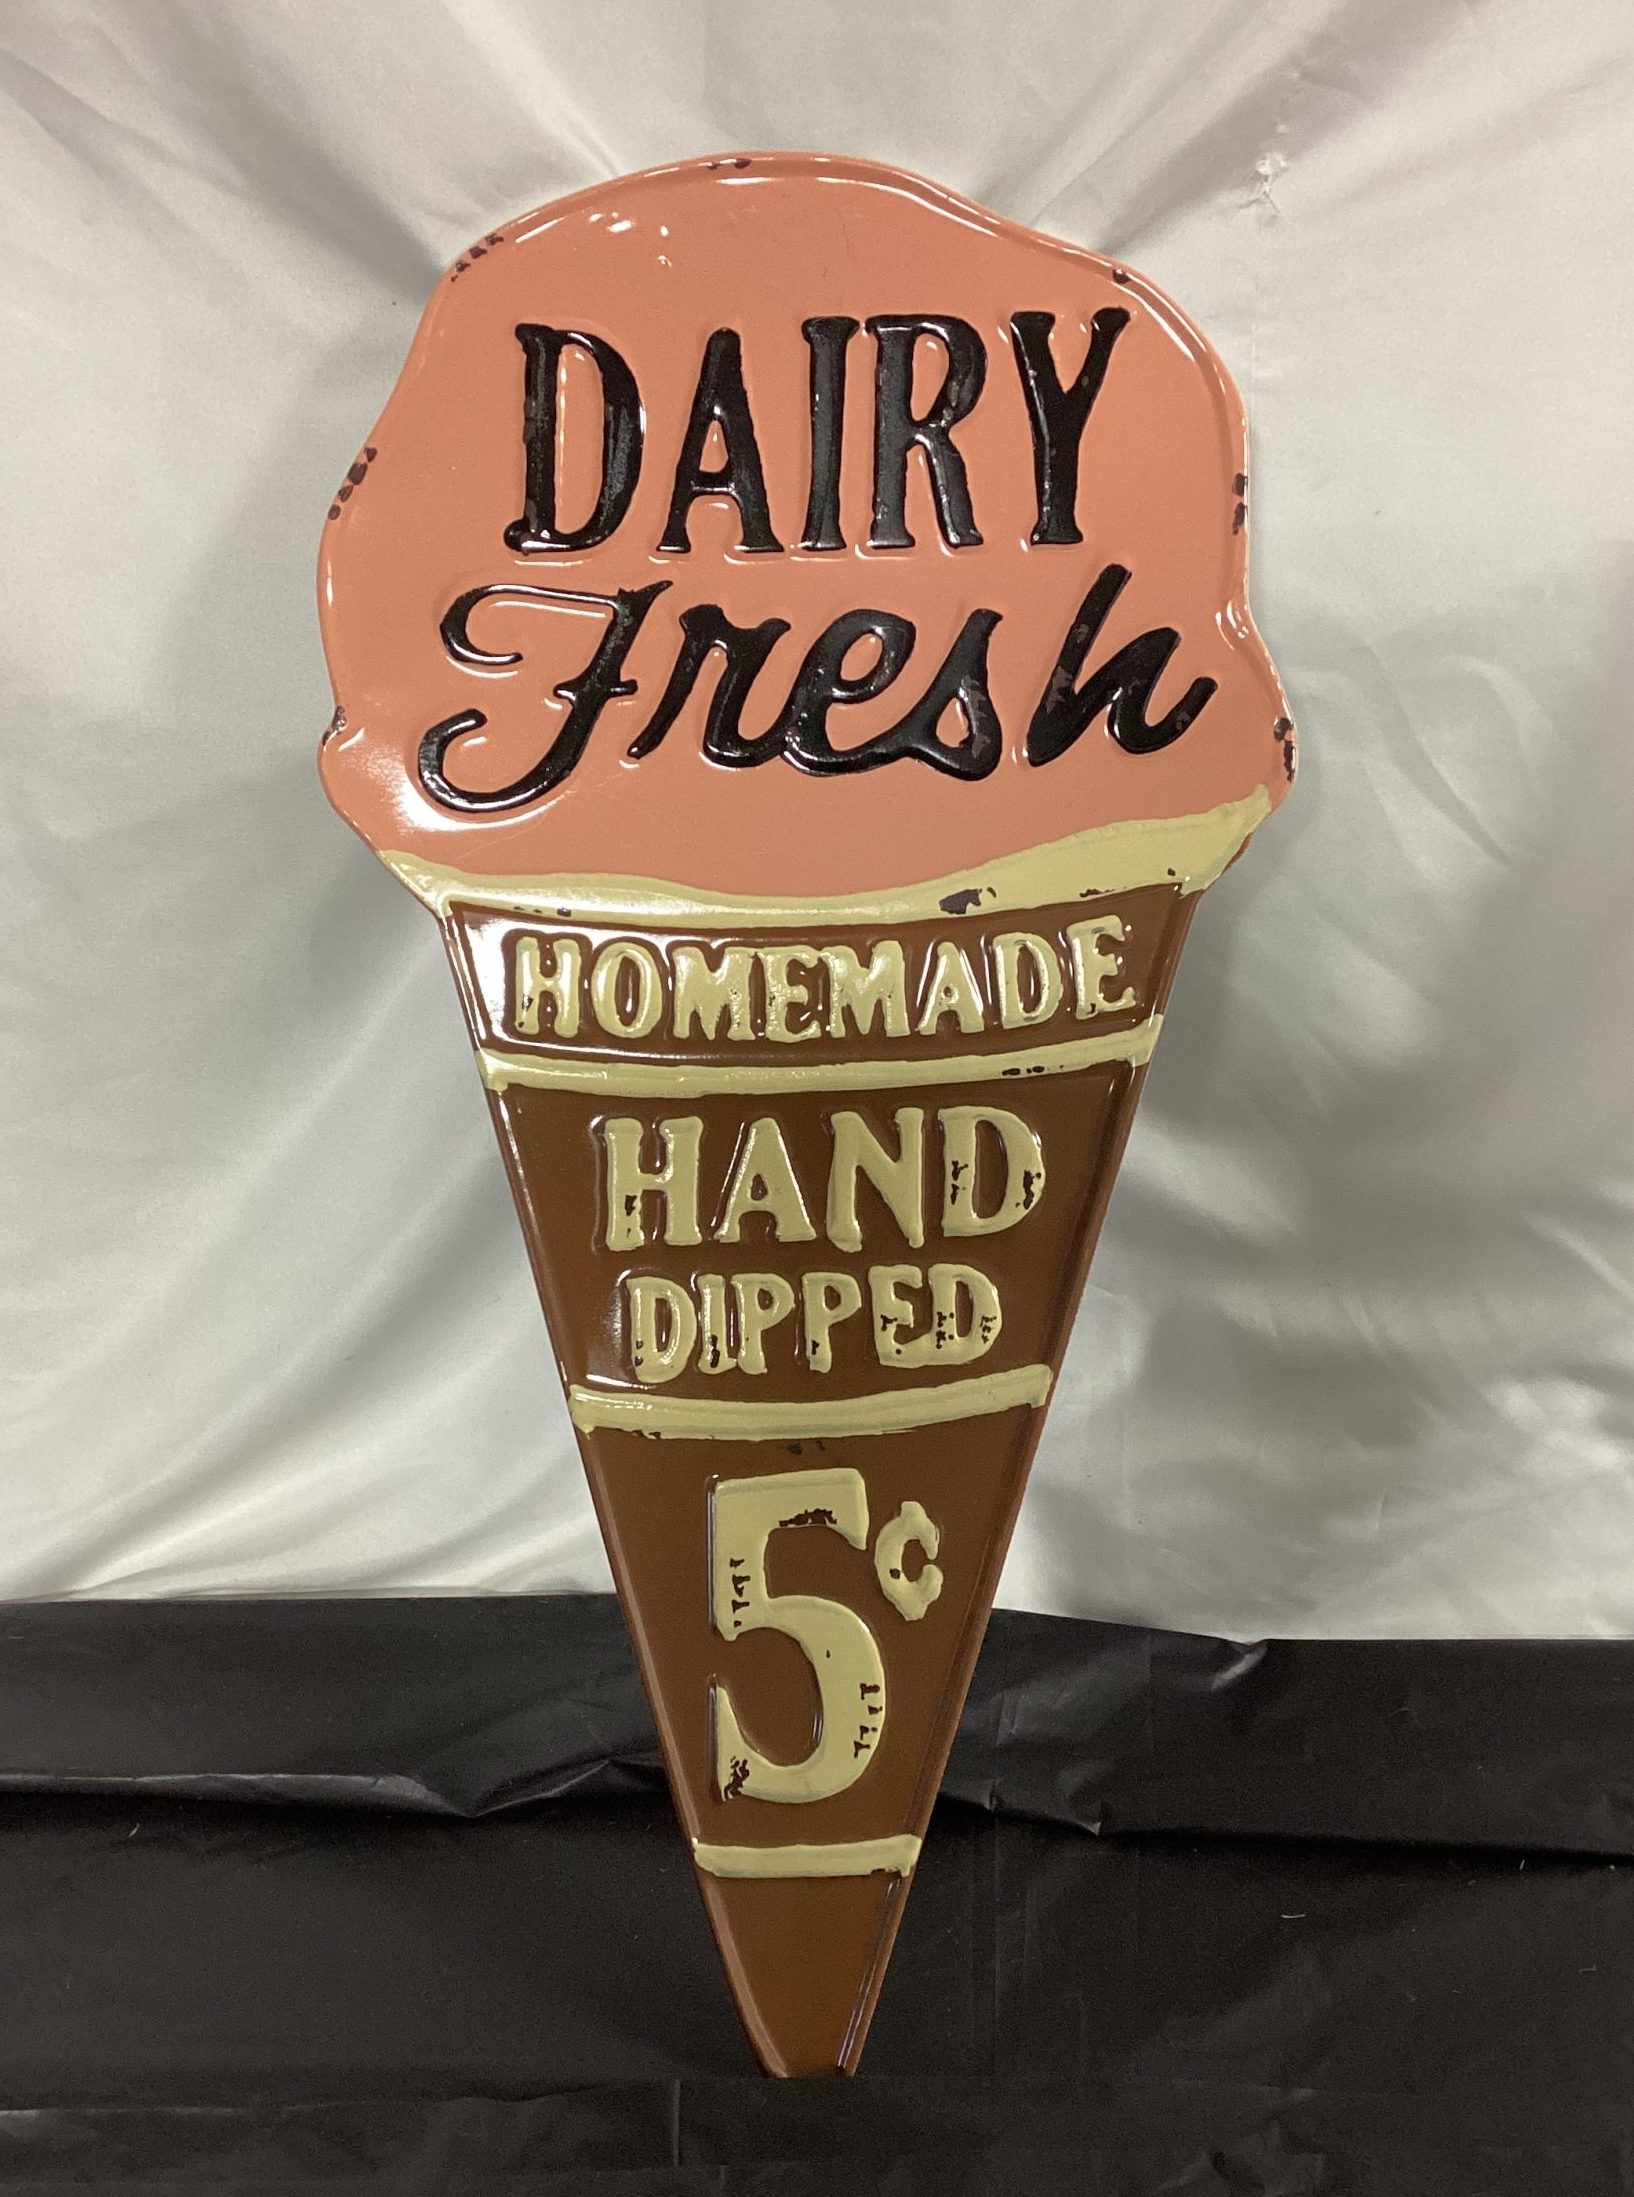 DAIRY
Fresh
HOMEMADE
HAND
DIPPED
5¢